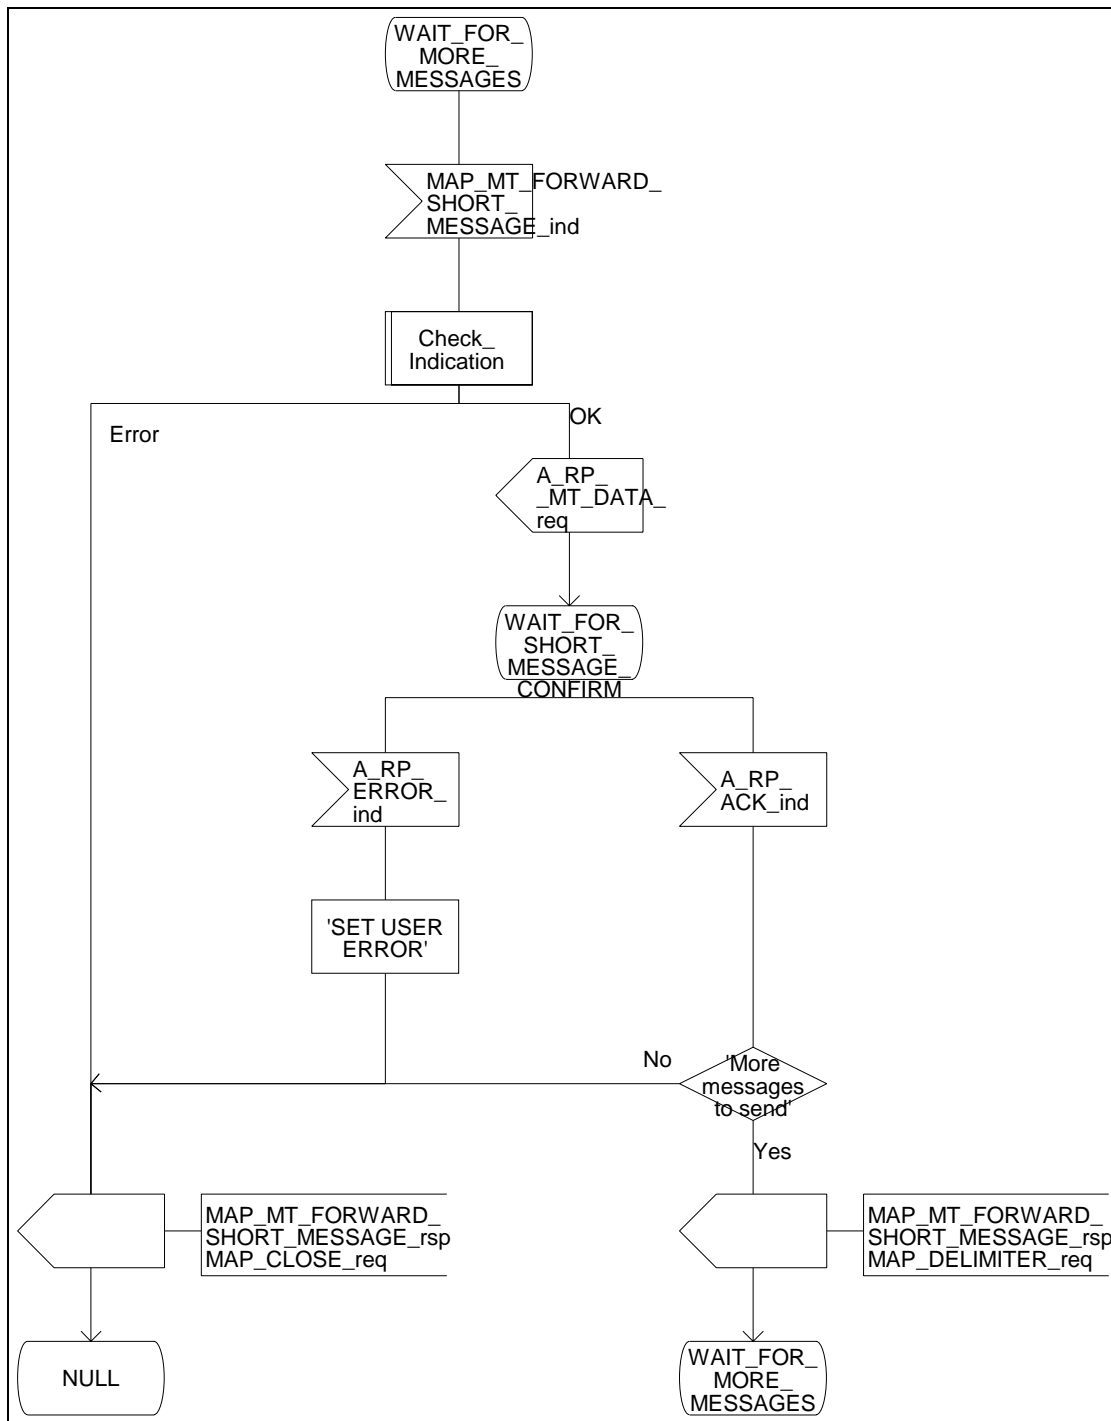 WAIT_FOR_
MORE_
MESSAGES
MAP_MT_FORWARD_
SHORT_
MESSAGE_ind
Check_
Indication
Error
OK
A_RP_
_MT_DATA_
req
WAIT_FOR_
SHORT_
MESSAGE_
CONFIRM
A_RP_
ERROR_
ind
A_RP_
ACK_ind
'SET USER
ERROR'
No
'More
messages
to send'
Yes
MAP_MT_FORWARD_
SHORT_MESSAGE_rsp
MAP_CLOSE_req
MAP_MT_FORWARD_
SHORT_MESSAGE_rsp
MAP_DELIMITER_req
NULL
WAIT_FOR_
MORE_
MESSAGES